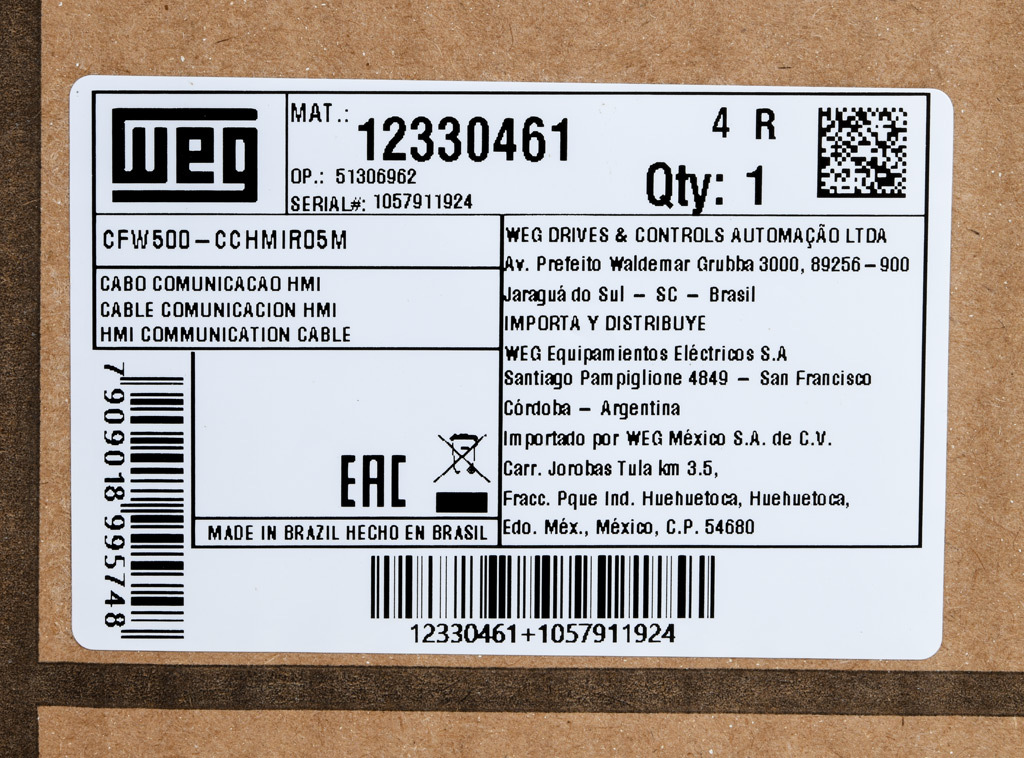 weg
MAT.: 12330461
4 R
OP.: 51306962
Qty: 1
SERIAL#: 1057911924
CFW500-CCHMIR05M
CABO COMUNICACAO HMI
CABLE COMUNICACION HMI
HMI COMMUNICATION CABLE
WEG DRIVES & CONTROLS AUTOMAÇÃO LTDA
Av. Prefeito Waldemar Grubba 3000, 89256-900
Jaraguá do Sul - SC - Brasil
IMPORTA Y DISTRIBUYE
WEG Equipamientos Eléctricos S.A
Santiago Pampiglione 4849 - San Francisco
Córdoba - Argentina
Importado por WEG México S.A. de C.V.
Carr. Jorobas Tula km 3.5,
Fracc. Pque Ind. Huehuetoca, Huehuetoca,
Edo. Méx., México, C.P. 54680
7909018995748
EAC
MADE IN BRAZIL HECHO EN BRASIL
12330461+1057911924